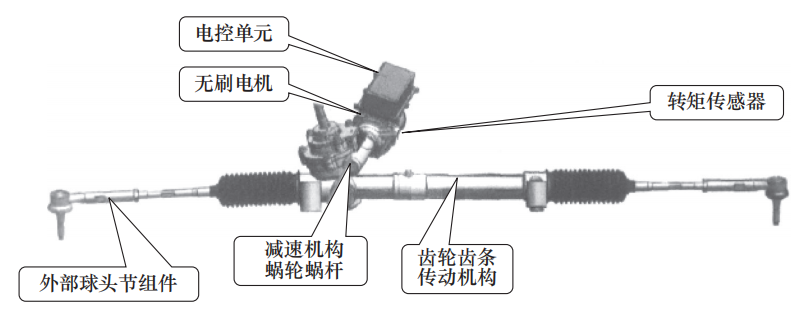 电控单元
无刷电机
转矩传感器
减速机构
蜗轮蜗杆
齿轮齿条
传动机构
外部球头节组件